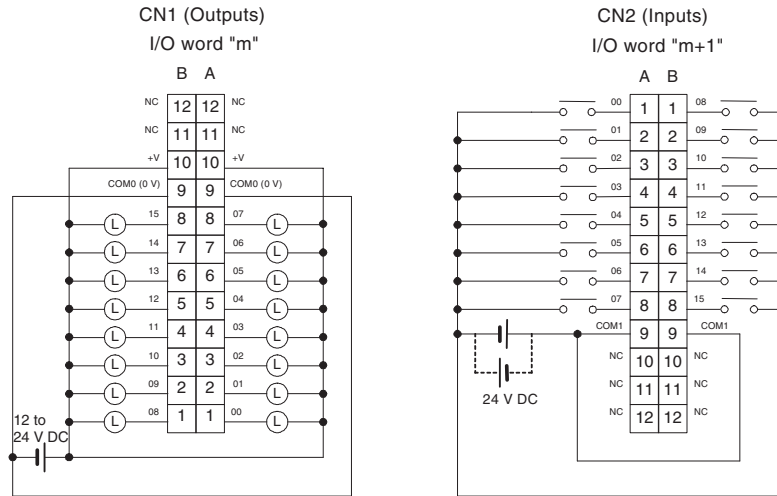 CN1 (Outputs)
I/O word "m"
B A
NC 12 12 NC
NC 11 11 NC
+V 10 10 +V
COM0 (0 V) 9 9 COM0 (0 V)
15 L 8 8 07 L
14 L 7 7 06 L
13 L 6 6 05 L
12 L 5 5 04 L
11 L 4 4 03 L
10 L 3 3 02 L
09 L 2 2 01 L
08 L 1 1 00 L
12 to
24 V DC
CN2 (Inputs)
I/O word "m+1"
A B
00 1 1 08
01 2 2 09
02 3 3 10
03 4 4 11
04 5 5 12
05 6 6 13
06 7 7 14
07 8 8 15
COM1 9 9 COM1
NC 10 10 NC
NC 11 11 NC
NC 12 12 NC
24 V DC